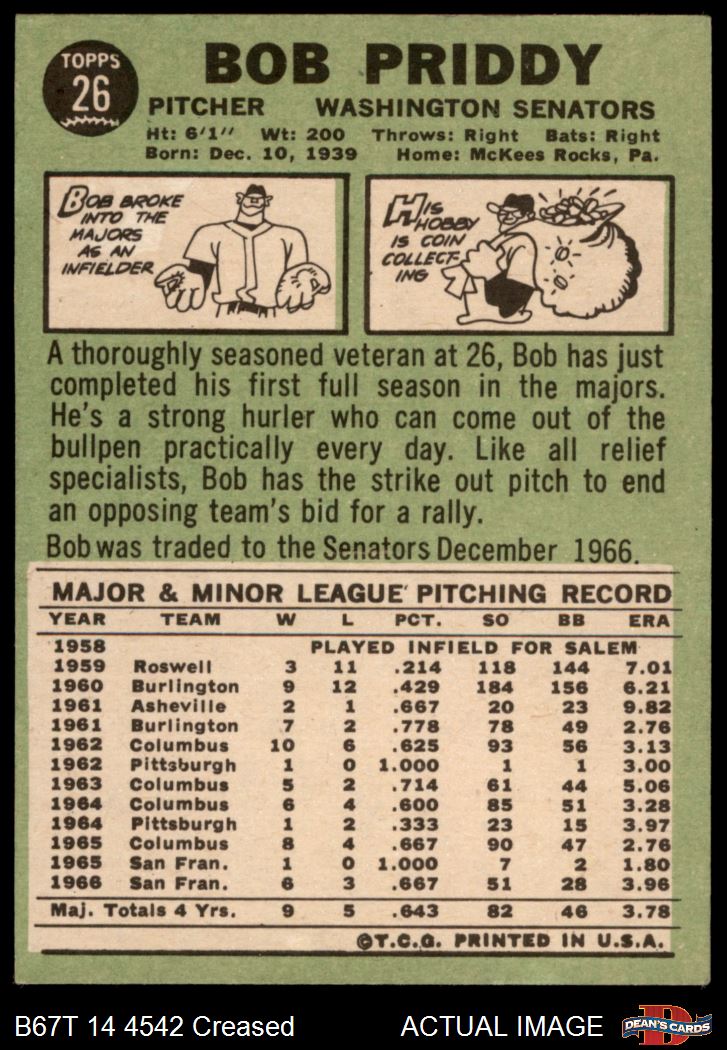 TOPPS
26
BOB PRIDDY
PITCHER WASHINGTON SENATORS
Ht: 6'1" Wt: 200 Throws: Right Bats: Right
Born: Dec. 10, 1939 Home: McKees Rocks, Pa.
BOB BROKE
INTO THE
MAJORS
AS AN
INFIELDER
HIS
HOBBY
IS COIN
COLLECT-
ING
A thoroughly seasoned veteran at 26, Bob has just
completed his first full season in the majors.
He's a strong hurler who can come out of the
bullpen practically every day. Like all relief
specialists, Bob has the strike out pitch to end
an opposing team's bid for a rally.
Bob was traded to the Senators December 1966.
MAJOR & MINOR LEAGUE PITCHING RECORD
YEAR TEAM W L PCT. SO BB ERA
1958 PLAYED INFIELD FOR SALEM
1959 Roswell 3 11 .214 118 144 7.01
1960 Burlington 9 12 .429 184 156 6.21
1961 Asheville 2 1 .667 20 23 9.82
1961 Burlington 7 2 .778 78 49 2.76
1962 Columbus 10 6 .625 93 56 3.13
1962 Pittsburgh 1 0 1.000 1 1 3.00
1963 Columbus 5 2 .714 61 44 5.06
1964 Columbus 6 4 .600 85 51 3.28
1964 Pittsburgh 1 2 .333 23 15 3.97
1965 Columbus 8 4 .667 90 47 2.76
1965 San Fran. 1 0 1.000 7 2 1.80
1966 San Fran. 6 3 .667 51 28 3.96
Maj. Totals 4 Yrs. 9 5 .643 82 46 3.78
©T.C.G. PRINTED IN U.S.A.
B67T 14 4542 Creased ACTUAL IMAGE
D
DEAN'S CARDS